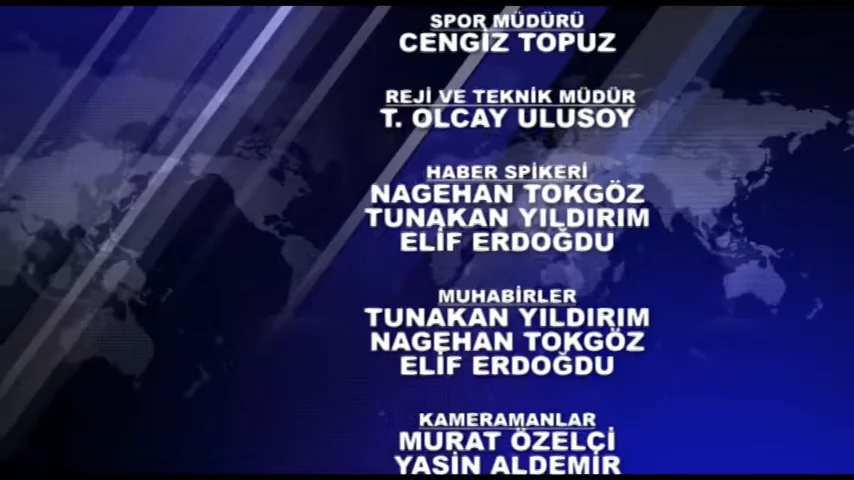 SPOR MÜDÜRÜ
CENGİZ TOPUZ
REJİ VE TEKNİK MÜDÜR
T. OLCAY ULUSOY
HABER SPİKERİ
NAGEHAN TOKGÖZ
TUNAKAN YILDIRIM
ELİF ERDOĞDU
MUHABİRLER
TUNAKAN YILDIRIM
NAGEHAN TOKGÖZ
ELİF ERDOĞDU
KAMERAMANLAR
MURAT ÖZELÇİ
YASİN ALDEMİR